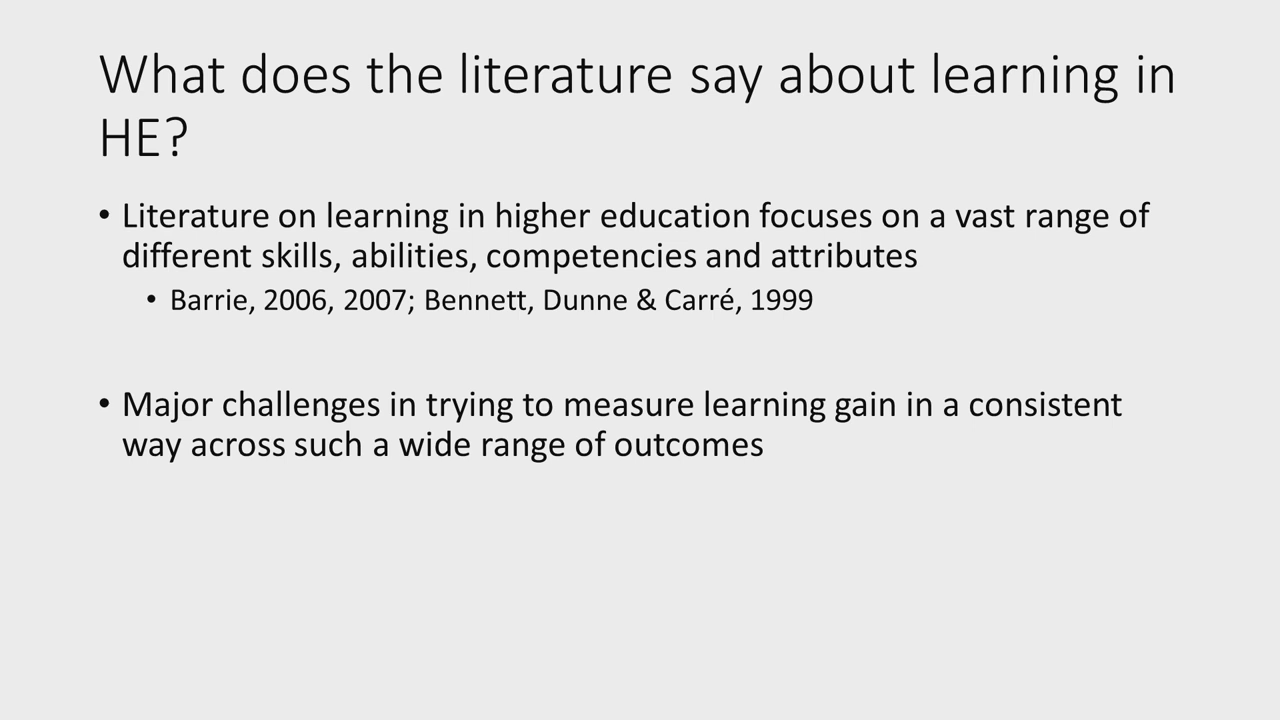 What does the literature say about learning in
HE?
• Literature on learning in higher education focuses on a vast range of
different skills, abilities, competencies and attributes
• Barrie, 2006, 2007; Bennett, Dunne & Carré, 1999
• Major challenges in trying to measure learning gain in a consistent
way across such a wide range of outcomes